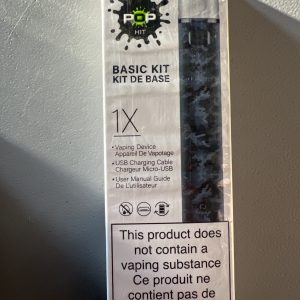 POP
HIT
BASIC KIT
KIT DE BASE
1X
• Vaping Device
Appareil De Vapotage
• USB Charging Cable
Chargeur Micro-USB
• User Manual Guide
De L'utilisateur
This product does
not contain a
vaping substance
Ce produit ne
contient pas de